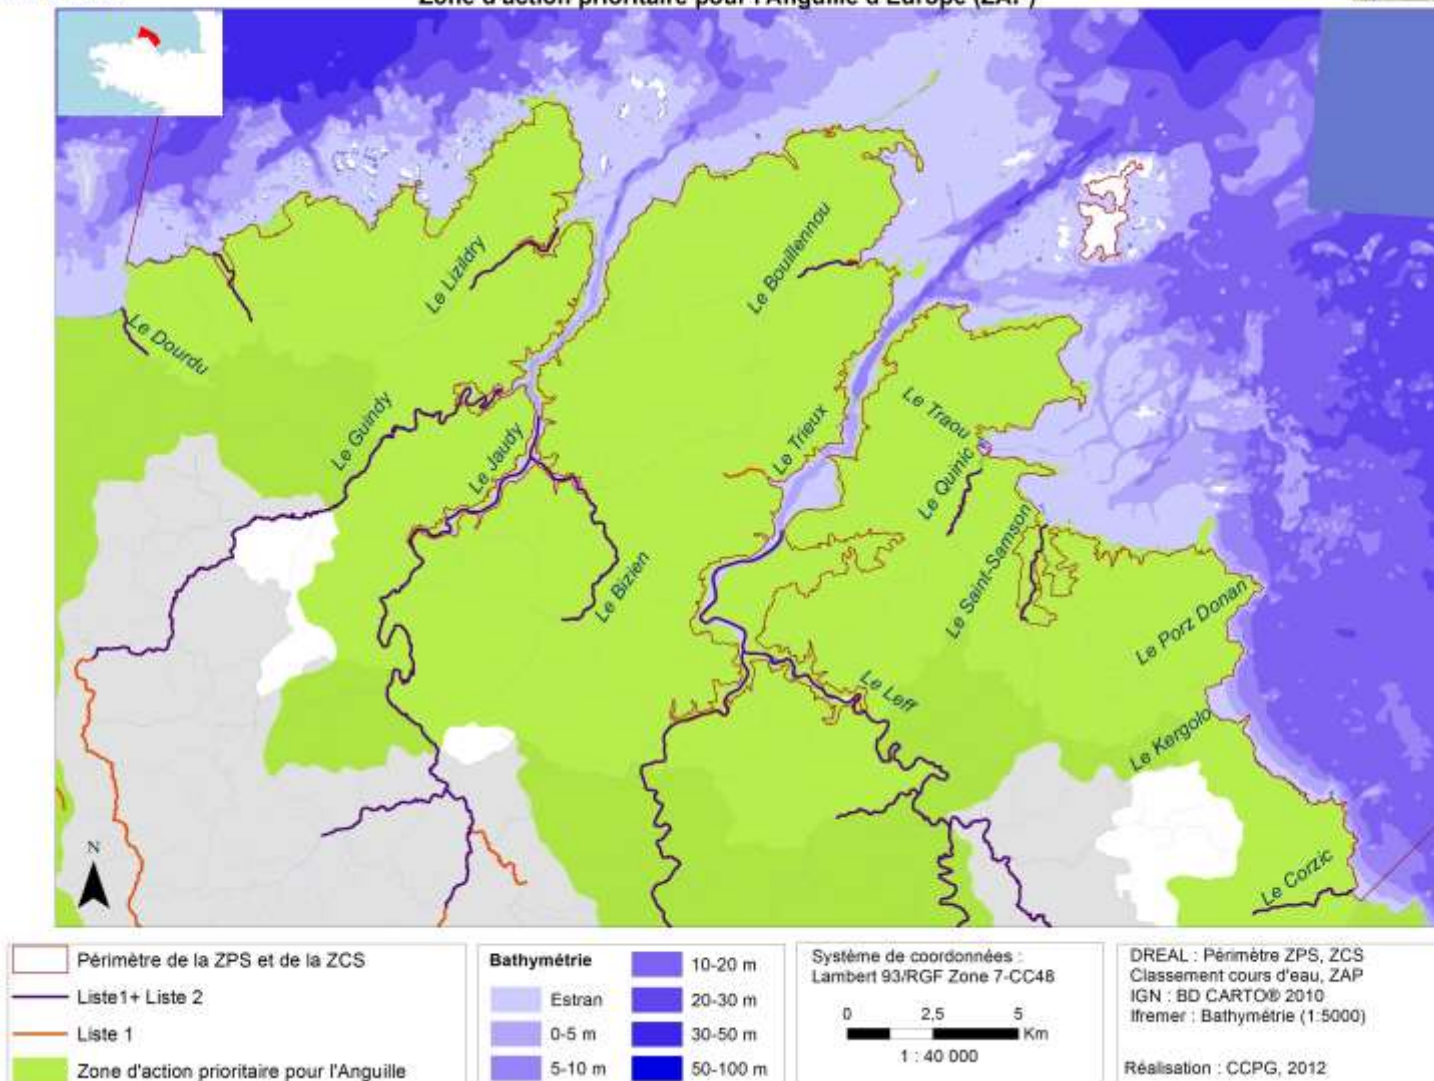 Zone d'action prioritaire pour l'Anguille d'Europe (ZAP)
Le Lizildry
Le Bouillennou
Le Dourdu
Le Guindy
Le Jaudy
Le Trieux
Le Traou
Le Quinic
Le Bizien
Le Saint-Samson
Le Porz Donan
Le Leff
Le Kergolo
Le Corzic
N
Périmètre de la ZPS et de la ZCS
Liste1+ Liste 2
Liste 1
Zone d'action prioritaire pour l'Anguille
Bathymétrie
Estran
0-5 m
5-10 m
10-20 m
20-30 m
30-50 m
50-100 m
Système de coordonnées :
Lambert 93/RGF Zone 7-CC48
0 2,5 5
Km
1 : 40 000
DREAL : Périmètre ZPS, ZCS
Classement cours d'eau, ZAP
IGN : BD CARTO® 2010
Ifremer : Bathymétrie (1:5000)
Réalisation : CCPG, 2012